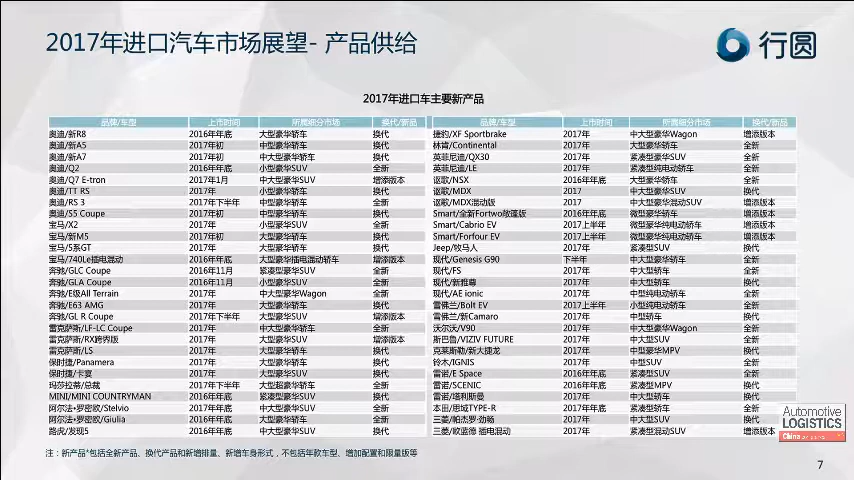 2017年进口汽车市场展望- 产品供给
行圆
2017年进口车主要新产品
品牌/车型 上市时间 所属细分市场 换代/新品 品牌/车型 上市时间 所属细分市场 换代/新品
奥迪/新R8 2016年年底 大型豪华轿车 换代 捷豹/XF Sportbrake 2017年 中大型豪华Wagon 增添版本
奥迪/新A5 2017年初 中型豪华轿车 换代 林肯/Continental 2017年 大型豪华轿车 全新
奥迪/新A7 2017年初 中大型豪华轿车 换代 英菲尼迪/QX30 2017年 紧凑型豪华SUV 全新
奥迪/Q2 2016年年底 小型豪华SUV 全新 英菲尼迪/LE 2017年 紧凑型纯电动轿车 全新
奥迪/Q7 E-tron 2017年1月 中大型豪华SUV 增添版本 讴歌/NSX 2016年年底 大型豪华轿车 全新
奥迪/TT RS 2017年 小型豪华轿车 换代 讴歌/MDX 2017 中大型豪华SUV 换代
奥迪/RS 3 2017年下半年 中型豪华轿车 全新 讴歌/MDX混动版 2017 中大型豪华混动SUV 增添版本
奥迪/S5 Coupe 2017年初 中型豪华轿车 换代 Smart/全新Fortwo敞篷版 2016年年底 微型豪华轿车 增添版本
宝马/X2 2017年 小型豪华SUV 全新 Smart/Cabrio EV 2017上半年 微型豪华纯电动轿车 增添版本
宝马/新M5 2017年初 大型豪华轿车 换代 Smart/Forfour EV 2017上半年 微型豪华纯电动轿车 增添版本
宝马/5系GT 2017年 大型豪华轿车 换代 Jeep/牧马人 2017年 紧凑型SUV 换代
宝马/740Le插电混动 2016年底 大型豪华插电混动轿车 增添版本 现代/Genesis G90 下半年 中大型豪华轿车 全新
奔驰/GLC Coupe 2016年11月 紧凑型豪华SUV 全新 现代/FS 2017年 中大型轿车 全新
奔驰/GLA Coupe 2016年11月 小型豪华SUV 全新 现代/新雅尊 2017年 中大型轿车 换代
奔驰/E级All Terrain 2017年 中大型豪华Wagon 全新 现代/AE ionic 2017年 中型纯电动轿车 全新
奔驰/E63 AMG 2017年 大型豪华轿车 换代 雪佛兰/Bolt EV 2017上半年 小型纯电动轿车 全新
奔驰/GL R Coupe 2017年下半年 大型豪华SUV 增添版本 雪佛兰/新Camaro 2017年 中型轿车 换代
雷克萨斯/LF-LC Coupe 2017年 中大型豪华轿车 全新 沃尔沃/V90 2017年 中大型豪华Wagon 全新
雷克萨斯/RX跨界版 2017年 大型豪华SUV 增添版本 斯巴鲁/VIZIV FUTURE 2017年 中大型SUV 全新
雷克萨斯/LS 2017年 大型豪华轿车 换代 克莱斯勒/新大捷龙 2017年 中型豪华MPV 换代
保时捷/Panamera 2017年 大型豪华轿车 换代 铃木/IGNIS 2017年 中型SUV 全新
保时捷/卡宴 2017年 中大型豪华SUV 换代 雷诺/E Space 2016年年底 紧凑型SUV 全新
玛莎拉蒂/总裁 2017年下半年 大型超豪华轿车 全新 雷诺/SCENIC 2016年年底 紧凑型MPV 换代
MINI/MINI COUNTRYMAN 2016年年底 紧凑型豪华SUV 换代 雷诺/塔利斯曼 2017年 中大型轿车 全新
阿尔法•罗密欧/Stelvio 2017年 中大型豪华SUV 全新 本田/思域TYPE-R 2017年年底 紧凑型轿车 全新
阿尔法•罗密欧/Giulia 2016年年底 大型豪华轿车 全新 三菱/帕杰罗·劲畅 2017年 中大型SUV 换代
路虎/发现5 2016年年底 中大型豪华SUV 换代 三菱/欧蓝德 插电混动 2017年 紧凑型混动SUV 增添版本
注：新产品*包括全新产品、换代产品和新增排量、新增车身形式，不包括年款车型、增加配置和限量版等
Automotive
LOGISTICS
China
7